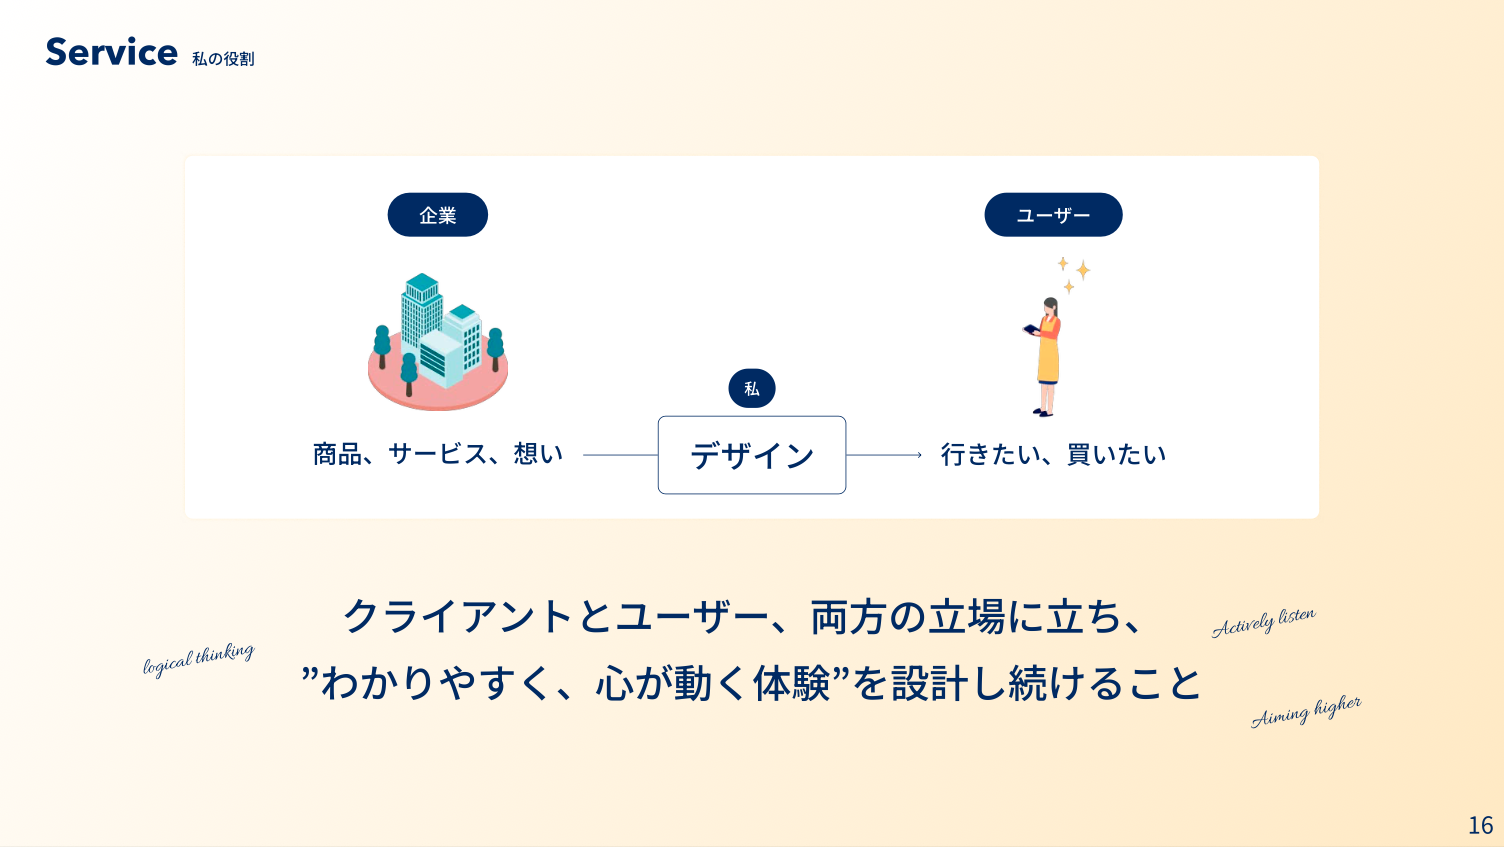 Service 私の役割
企業
ユーザー
私
商品、サービス、想い
デザイン
行きたい、買いたい
クライアントとユーザー、両方の立場に立ち、
”わかりやすく、心が動く体験”を設計し続けること
logical thinking
Actively listen
Aiming higher
16